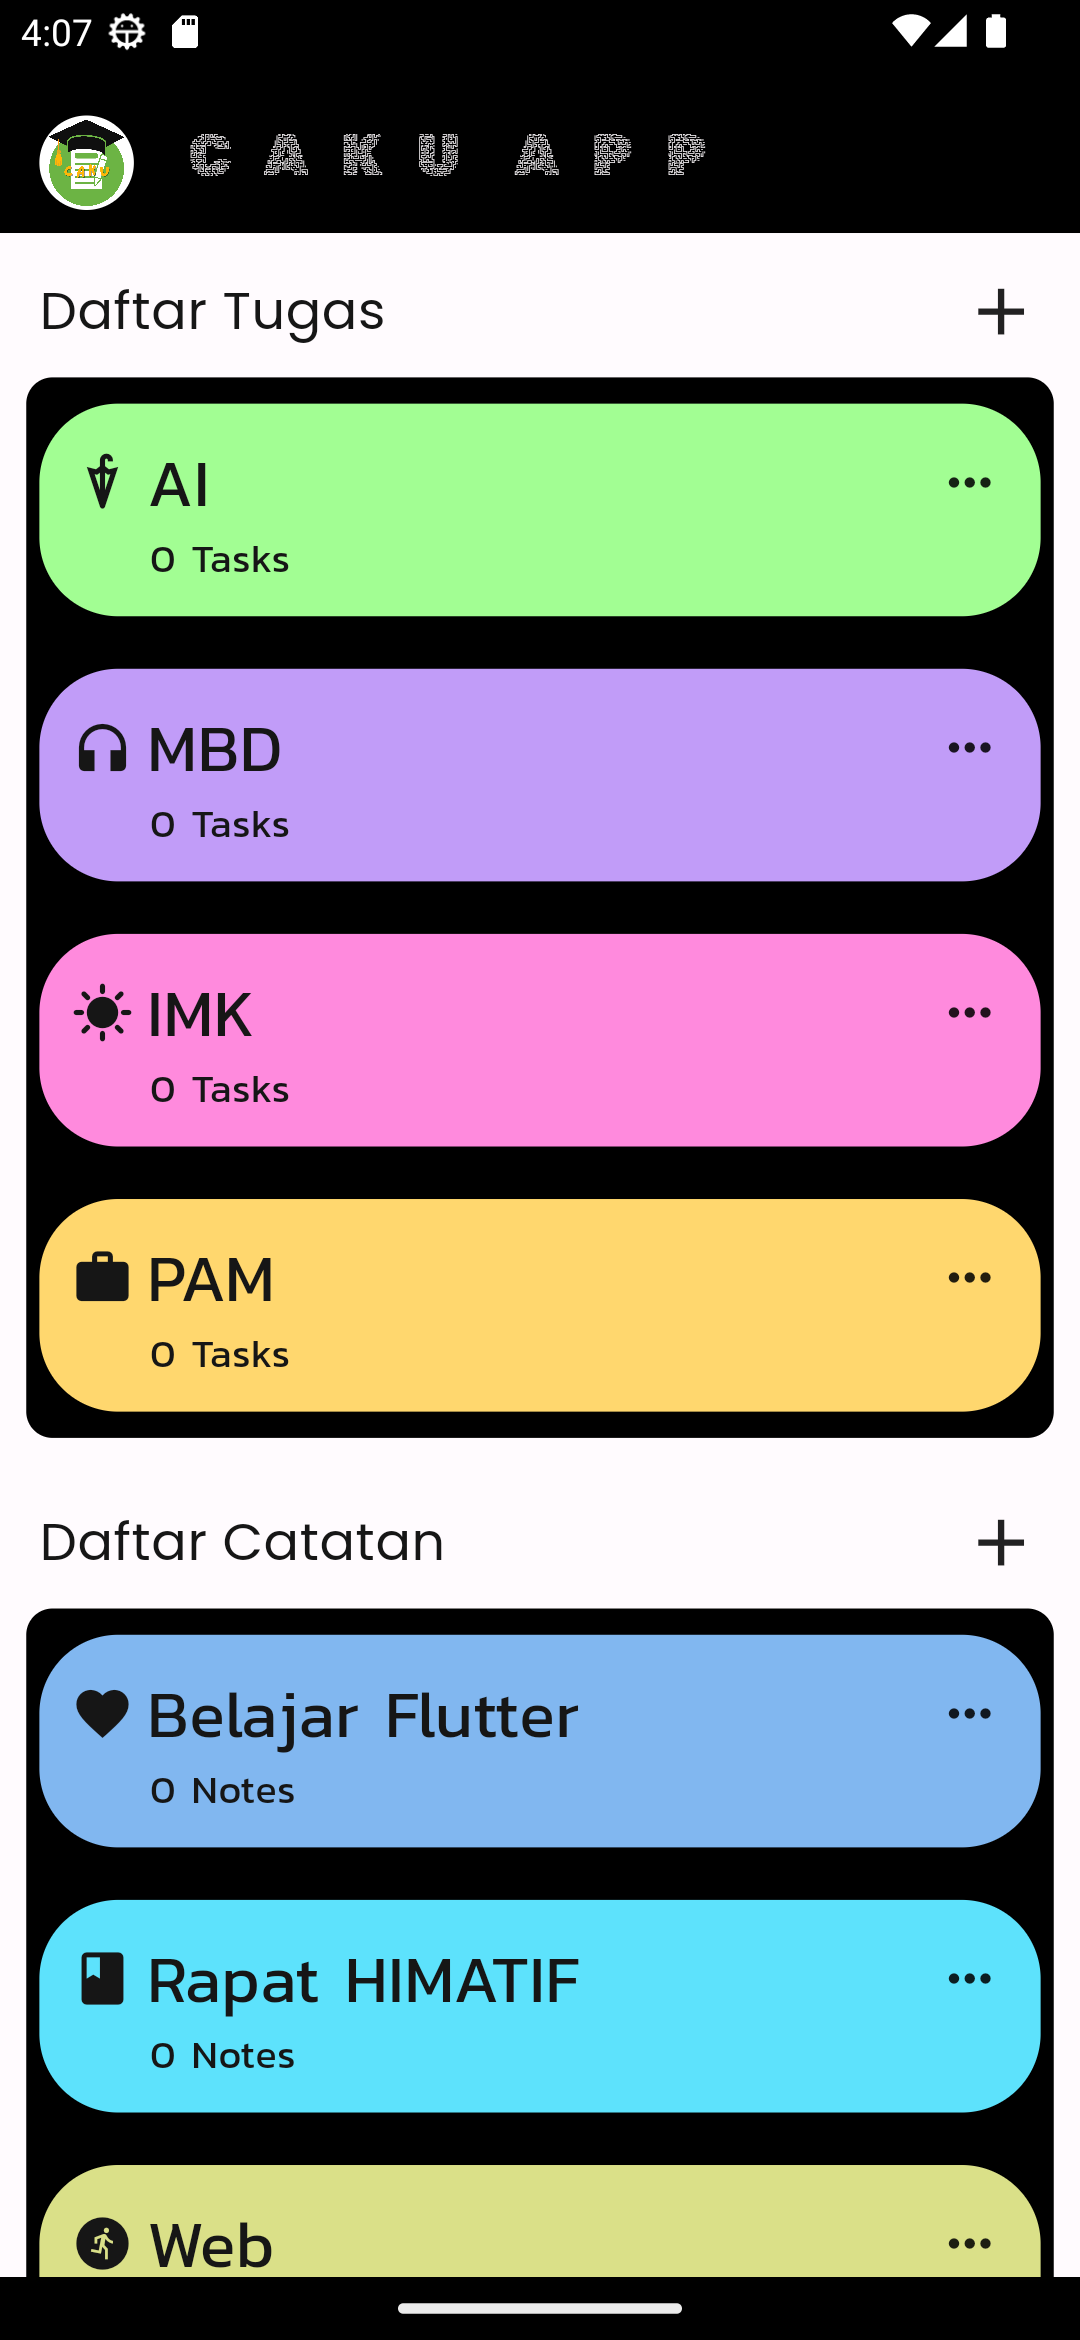 4:07
CAKU
C A K U A P P
Daftar Tugas
AI
0 Tasks
MBD
0 Tasks
IMK
0 Tasks
PAM
0 Tasks
Daftar Catatan
Belajar Flutter
0 Notes
Rapat HIMATIF
0 Notes
Web